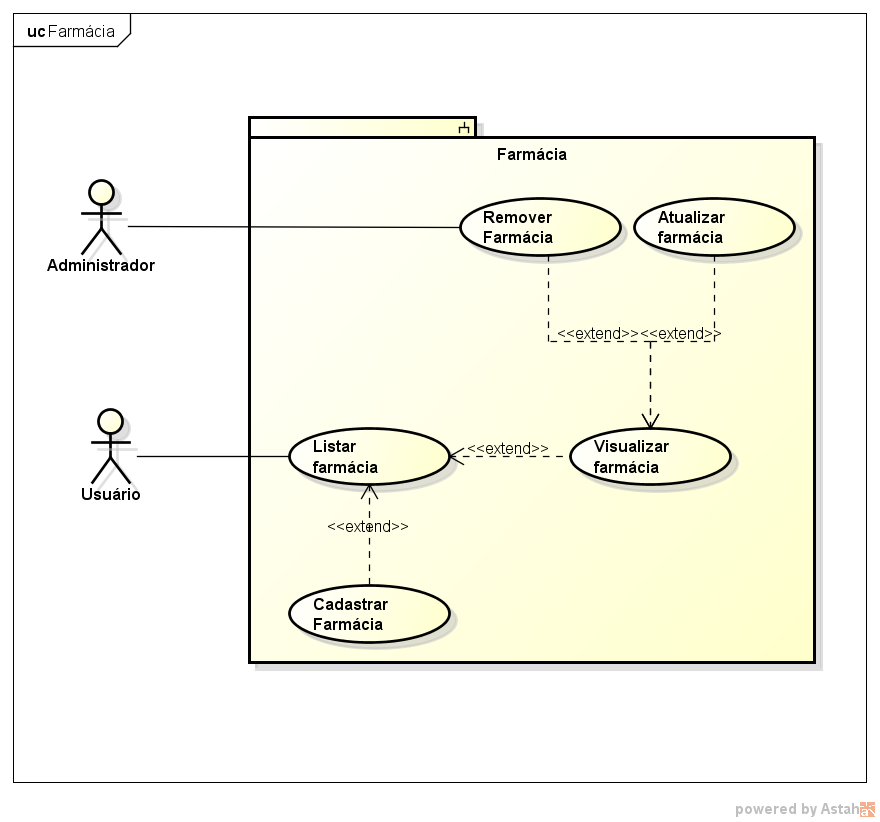 uc Farmácia
Farmácia
Remover
Farmácia
Atualizar
farmácia
Administrador
<<extend>>
<<extend>>
Listar
farmácia
<<extend>>
Visualizar
farmácia
Usuário
<<extend>>
Cadastrar
Farmácia
powered by Astah